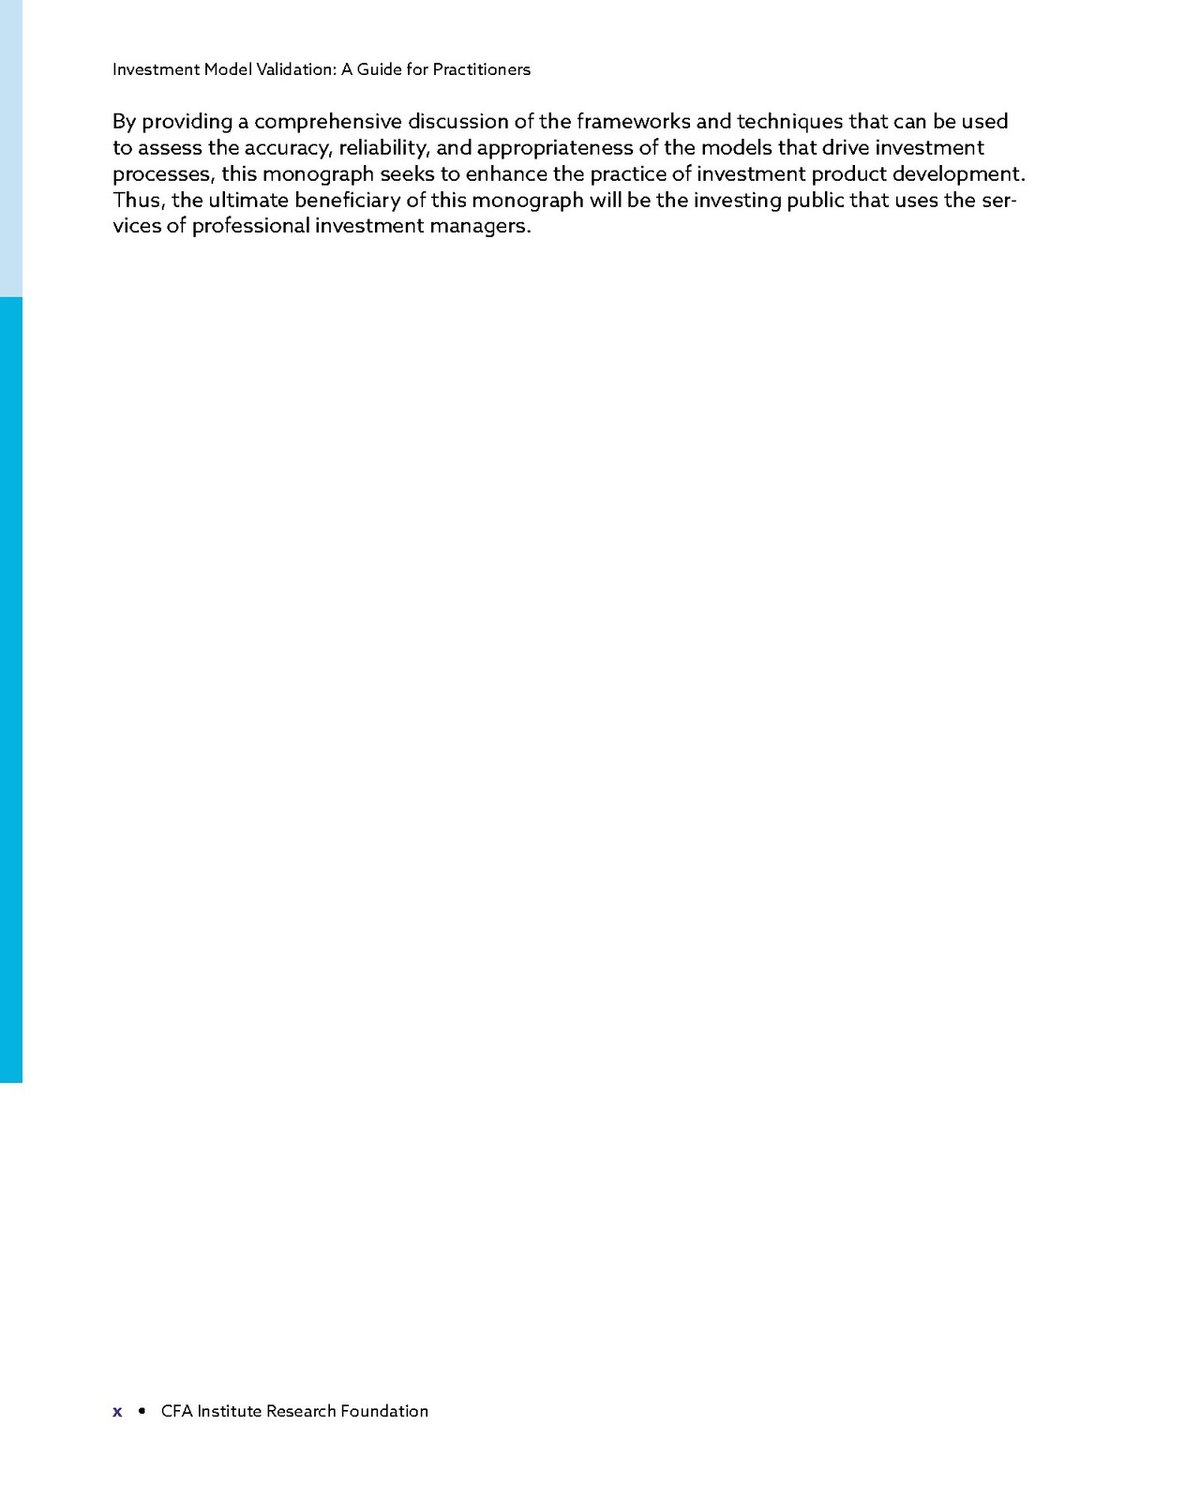 Investment Model Validation: A Guide for Practitioners
By providing a comprehensive discussion of the frameworks and techniques that can be used
to assess the accuracy, reliability, and appropriateness of the models that drive investment
processes, this monograph seeks to enhance the practice of investment product development.
Thus, the ultimate beneficiary of this monograph will be the investing public that uses the ser-
vices of professional investment managers.
x • CFA Institute Research Foundation